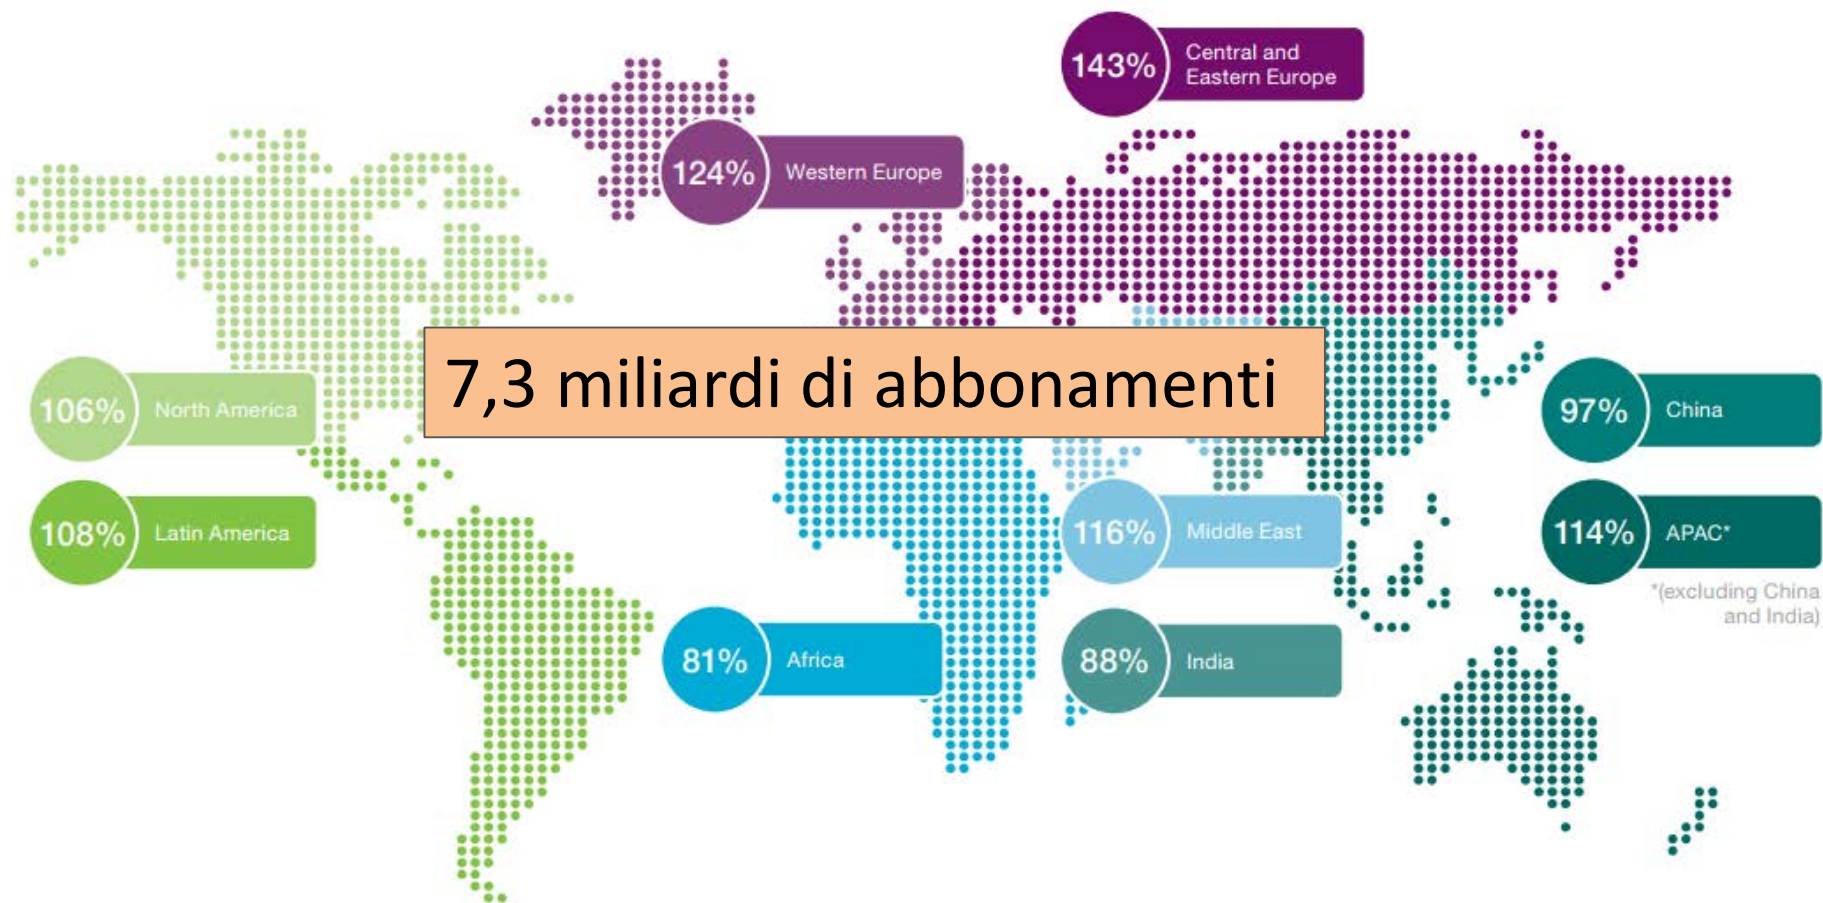 143%
Central and
Eastern Europe
124%
Western Europe
7,3 miliardi di abbonamenti
106%
North America
97%
China
108%
Latin America
116%
Middle East
114%
APAC*
*(excluding China
and India)
81%
Africa
88%
India